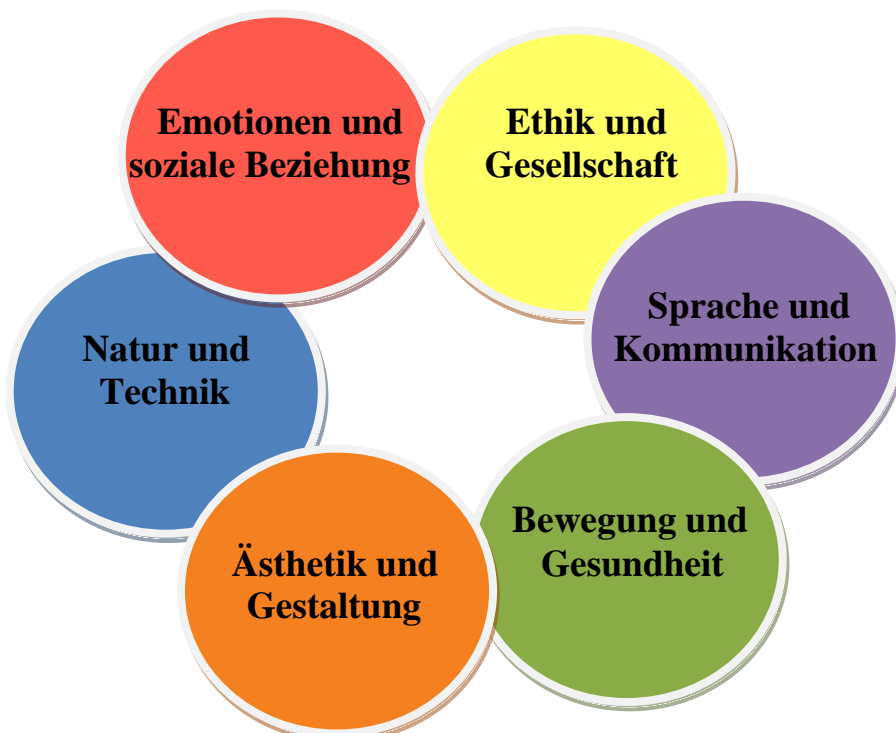 Emotionen und
soziale Beziehung
Ethik und
Gesellschaft
Sprache und
Kommunikation
Natur und
Technik
Bewegung und
Gesundheit
Ästhetik und
Gestaltung